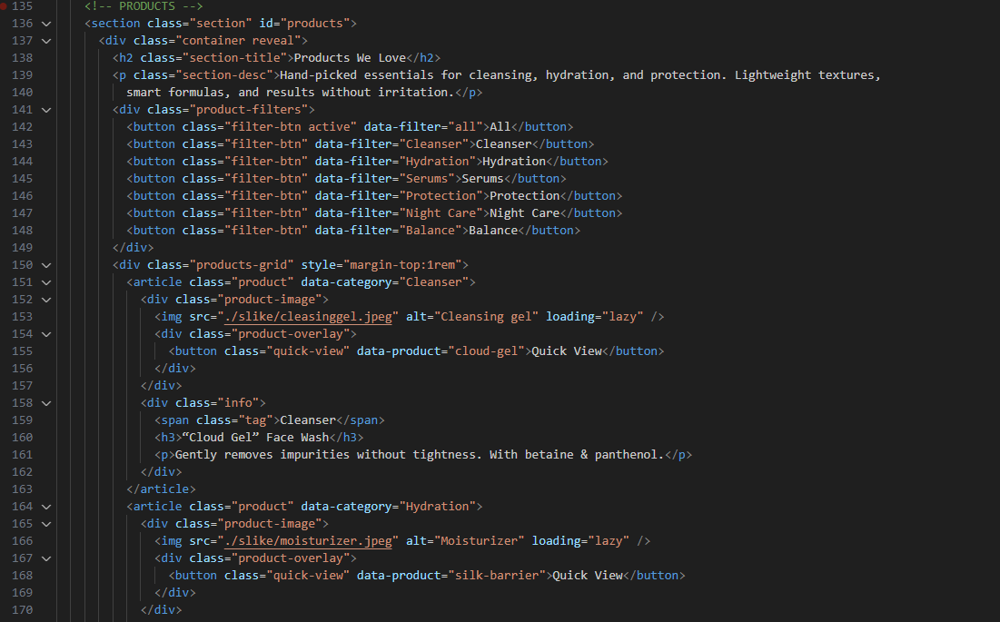 135 <!-- PRODUCTS -->
136 <section class="section" id="products">
137 <div class="container reveal">
138 <h2 class="section-title">Products We Love</h2>
139 <p class="section-desc">Hand-picked essentials for cleansing, hydration, and protection. Lightweight textures,
140 smart formulas, and results without irritation.</p>
141 <div class="product-filters">
142 <button class="filter-btn active" data-filter="all">All</button>
143 <button class="filter-btn" data-filter="Cleanser">Cleanser</button>
144 <button class="filter-btn" data-filter="Hydration">Hydration</button>
145 <button class="filter-btn" data-filter="Serums">Serums</button>
146 <button class="filter-btn" data-filter="Protection">Protection</button>
147 <button class="filter-btn" data-filter="Night Care">Night Care</button>
148 <button class="filter-btn" data-filter="Balance">Balance</button>
149 </div>
150 <div class="products-grid" style="margin-top:1rem">
151 <article class="product" data-category="Cleanser">
152 <div class="product-image">
153 <img src="./slike/cleasinggel.jpeg" alt="Cleansing gel" loading="lazy" />
154 <div class="product-overlay">
155 <button class="quick-view" data-product="cloud-gel">Quick View</button>
156 </div>
157 </div>
158 <div class="info">
159 <span class="tag">Cleanser</span>
160 <h3>“Cloud Gel” Face Wash</h3>
161 <p>Gently removes impurities without tightness. With betaine & panthenol.</p>
162 </div>
163 </article>
164 <article class="product" data-category="Hydration">
165 <div class="product-image">
166 <img src="./slike/moisturizer.jpeg" alt="Moisturizer" loading="lazy" />
167 <div class="product-overlay">
168 <button class="quick-view" data-product="silk-barrier">Quick View</button>
169 </div>
170 </div>